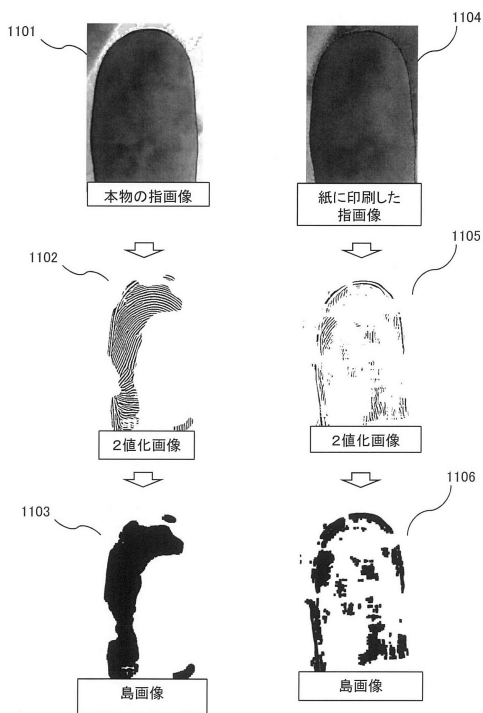 1101
本物の指画像
1104
紙に印刷した
指画像
1102
2値化画像
1105
2値化画像
1103
島画像
1106
島画像